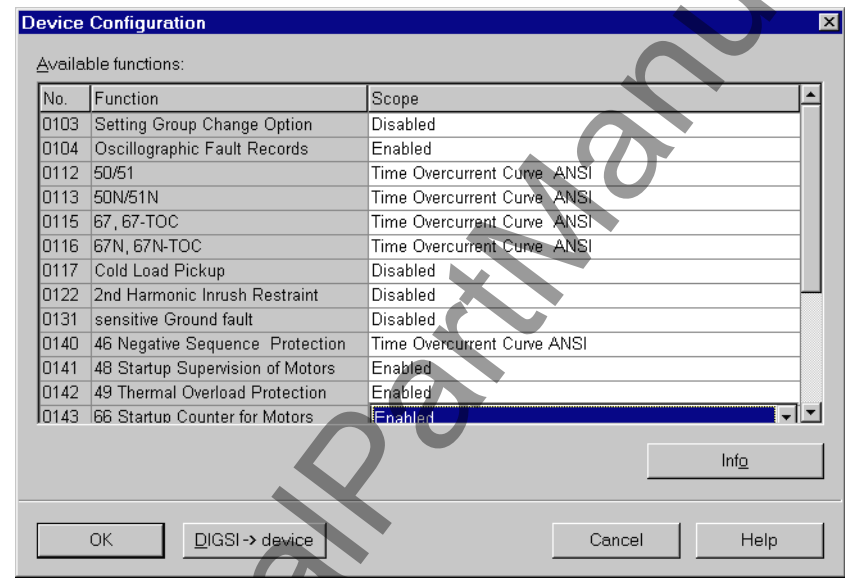 Device Configuration
Available functions:
No. Function Scope
0103 Setting Group Change Option Disabled
0104 Oscillographic Fault Records Enabled
0112 50/51 Time Overcurrent Curve ANSI
0113 50N/51N Time Overcurrent Curve ANSI
0115 67, 67-TOC Time Overcurrent Curve ANSI
0116 67N, 67N-TOC Time Overcurrent Curve ANSI
0117 Cold Load Pickup Disabled
0122 2nd Harmonic Inrush Restraint Disabled
0131 sensitive Ground fault Disabled
0140 46 Negative Sequence Protection Time Overcurrent Curve ANSI
0141 48 Startup Supervision of Motors Enabled
0142 49 Thermal Overload Protection Enabled
0143 66 Startup Counter for Motors Enabled
Info
OK DIGSI -> device Cancel Help
alPartManu